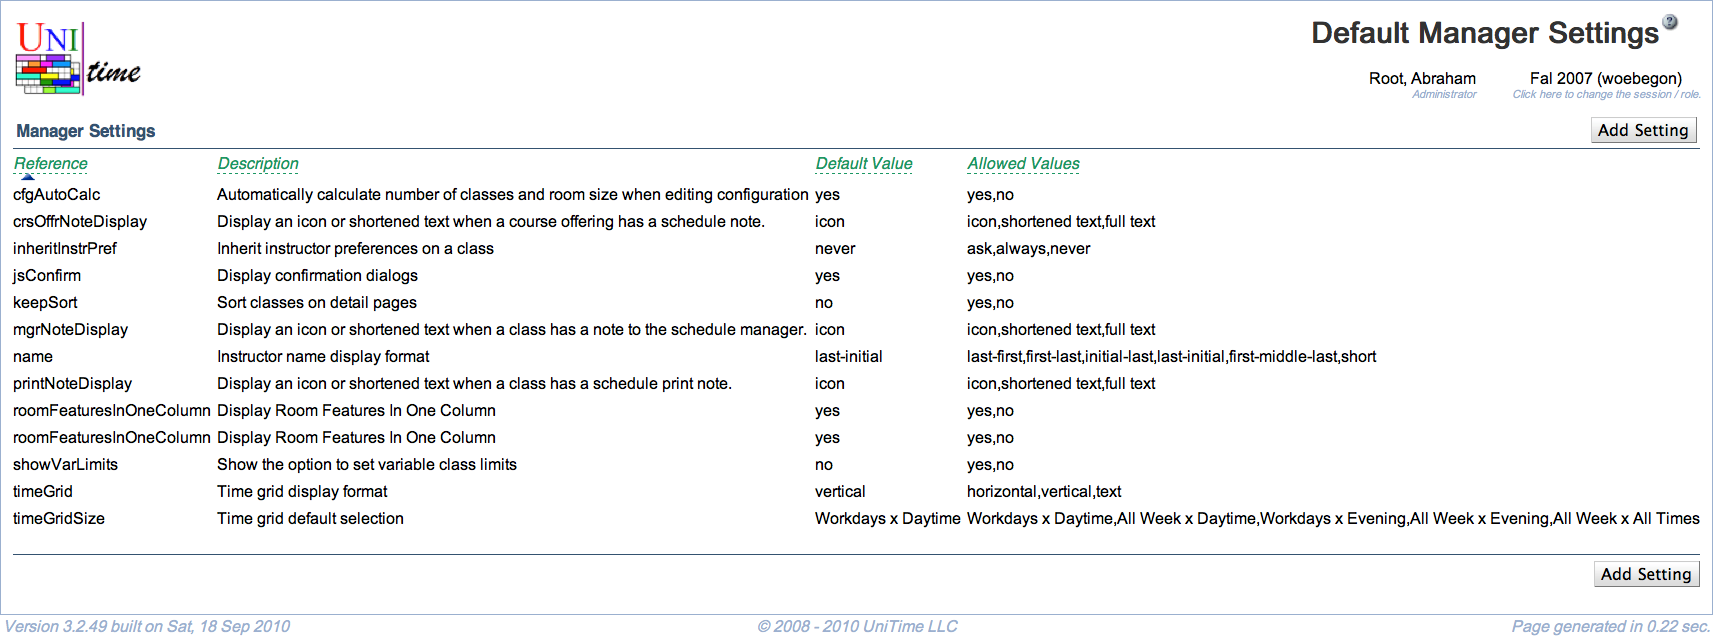 UNI
time
Default Manager Settings ?
Root, Abraham Fal 2007 (woebegon)
Administrator Click here to change the session / role.
Manager Settings Add Setting
Reference Description Default Value Allowed Values
cfgAutoCalc Automatically calculate number of classes and room size when editing configuration yes yes,no
crsOffrNoteDisplay Display an icon or shortened text when a course offering has a schedule note. icon icon,shortened text,full text
inheritInstrPref Inherit instructor preferences on a class never ask,always,never
jsConfirm Display confirmation dialogs yes yes,no
keepSort Sort classes on detail pages no yes,no
mgrNoteDisplay Display an icon or shortened text when a class has a note to the schedule manager. icon icon,shortened text,full text
name Instructor name display format last-initial last-first,first-last,initial-last,last-initial,first-middle-last,short
printNoteDisplay Display an icon or shortened text when a class has a schedule print note. icon icon,shortened text,full text
roomFeaturesInOneColumn Display Room Features In One Column yes yes,no
roomFeaturesInOneColumn Display Room Features In One Column yes yes,no
showVarLimits Show the option to set variable class limits no yes,no
timeGrid Time grid display format vertical horizontal,vertical,text
timeGridSize Time grid default selection Workdays x Daytime Workdays x Daytime,All Week x Daytime,Workdays x Evening,All Week x Evening,All Week x All Times
Add Setting
Version 3.2.49 built on Sat, 18 Sep 2010 © 2008 - 2010 UniTime LLC Page generated in 0.22 sec.